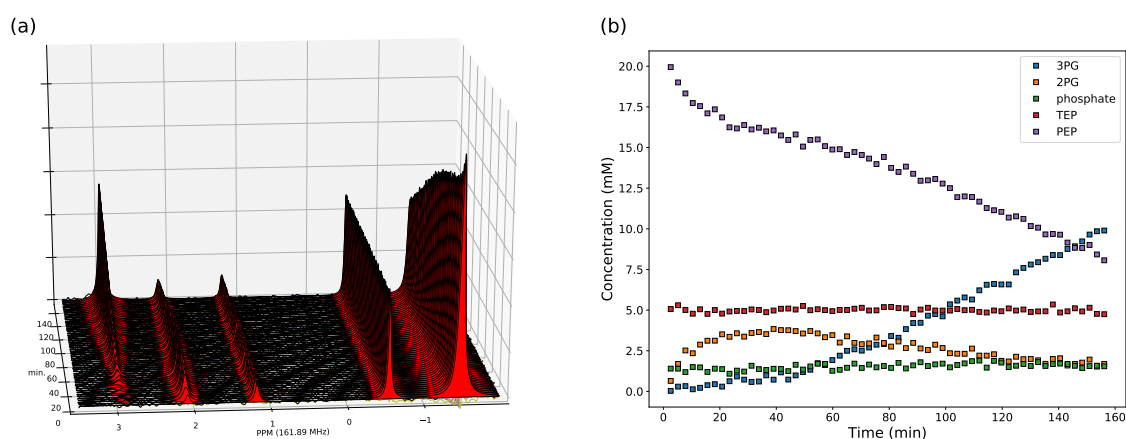 (a)
140
120
100
80
60
40
20
min.
0
3
2
1
0
−1
PPM (161.89 MHz)
(b)
20.0
17.5
15.0
12.5
10.0
7.5
5.0
2.5
0.0
Concentration (mM)
3PG
2PG
phosphate
TEP
PEP
0 20 40 60 80 100 120 140 160
Time (min)